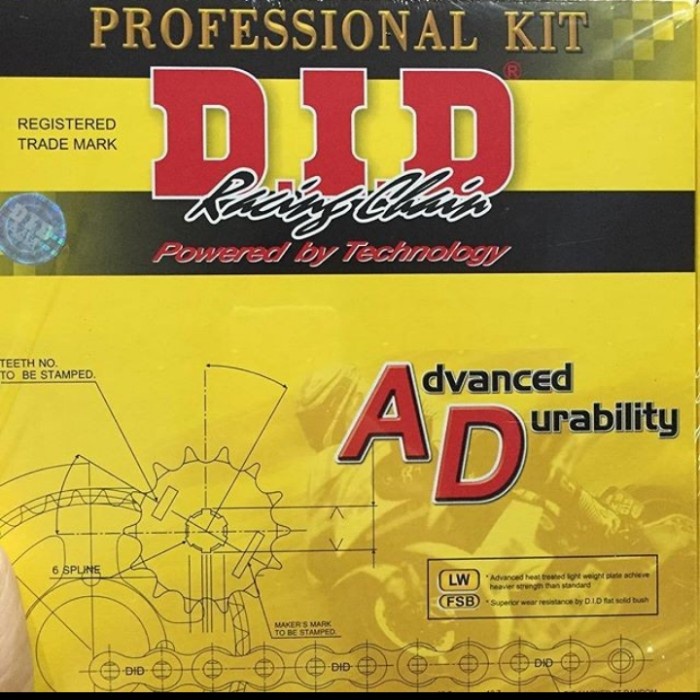 PROFESSIONAL KIT
REGISTERED
TRADE MARK
D.I.D®
Racing Chain
Powered by Technology
TEETH NO.
TO BE STAMPED.
Advanced
Durability
6 SPLINE
LW * Advanced heat treated light weight plate achieve
heavier strength than standard
FSB * Superior wear resistance by D.I.D flat solid bush
MAKER'S MARK
TO BE STAMPED.
DID DID DID